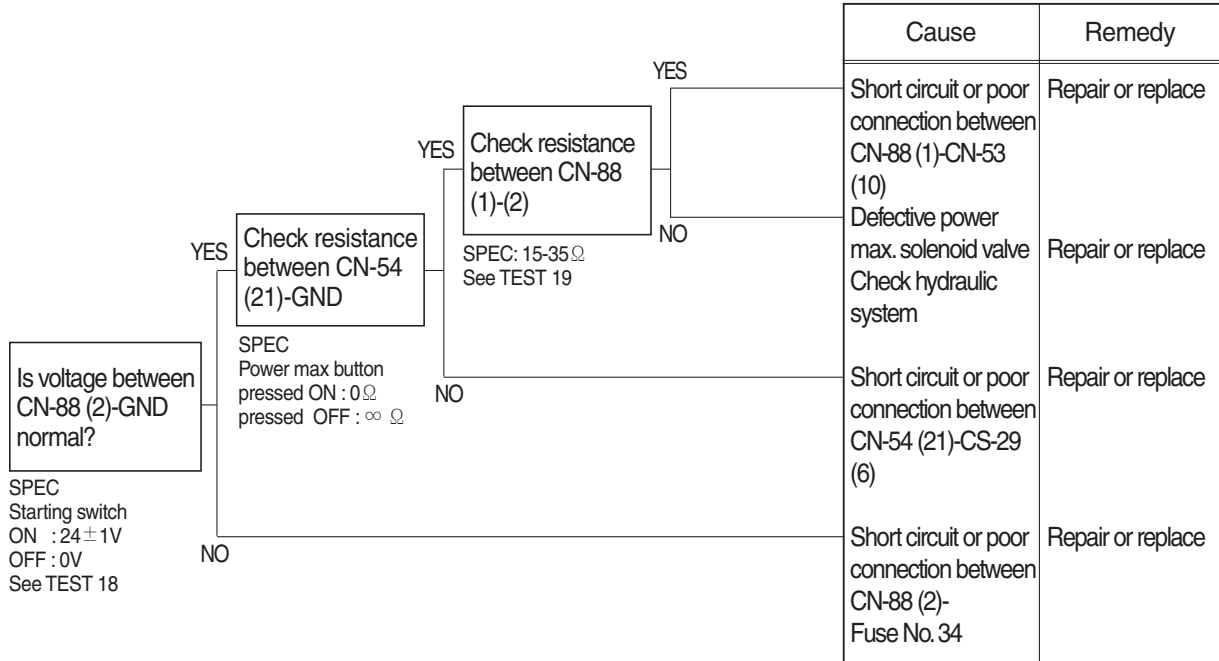 Cause
Remedy
YES
Short circuit or poor
connection between
CN-88 (1)-CN-53
(10)
Repair or replace
YES
Check resistance
between CN-88
(1)-(2)
NO
Defective power
max. solenoid valve
Check hydraulic
system
Repair or replace
SPEC: 15-35Ω
See TEST 19
YES
Check resistance
between CN-54
(21)-GND
SPEC
Power max button
pressed ON : 0Ω
pressed OFF : ∞ Ω
NO
Short circuit or poor
connection between
CN-54 (21)-CS-29
(6)
Repair or replace
Is voltage between
CN-88 (2)-GND
normal?
SPEC
Starting switch
ON : 24±1V
OFF : 0V
See TEST 18
NO
Short circuit or poor
connection between
CN-88 (2)-
Fuse No. 34
Repair or replace